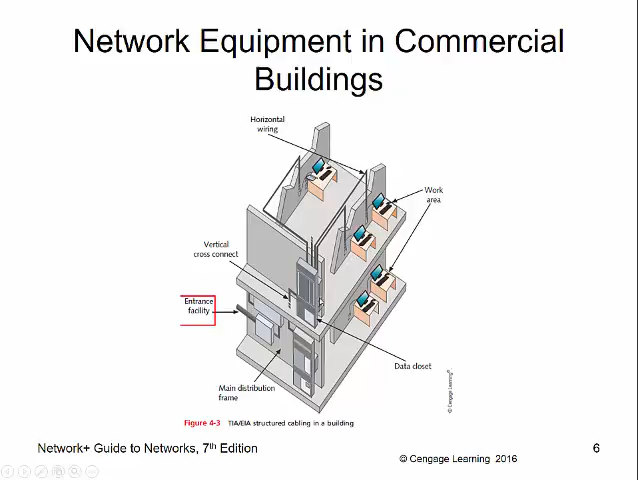 Network Equipment in Commercial
Buildings
Horizontal
wiring
Work
area
Vertical
cross connect
Entrance
facility
Data closet
Main distribution
frame
© Cengage Learning®
Figure 4-3 TIA/EIA structured cabling in a building
Network+ Guide to Networks, 7th Edition
© Cengage Learning 2016
6